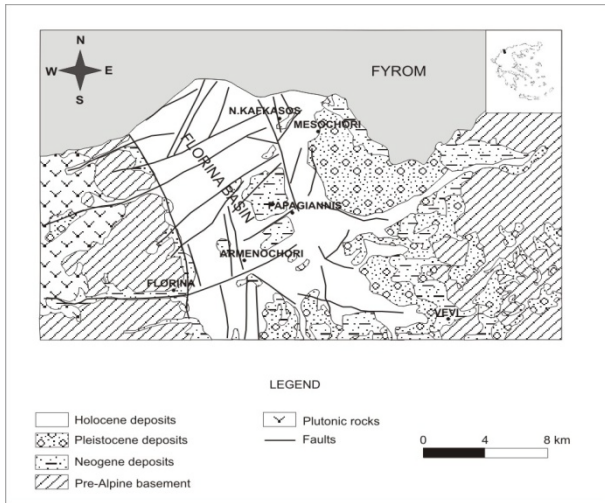 N
W E
S
FYROM
N.KAFKASOS
MESOCHORI
FLORINA BASIN
PAPAGIANNIS
ARMENOCHORI
FLORINA
VEVI
LEGEND
Holocene deposits
Pleistocene deposits
Neogene deposits
Pre-Alpine basement
Plutonic rocks
Faults
0 4 8 km